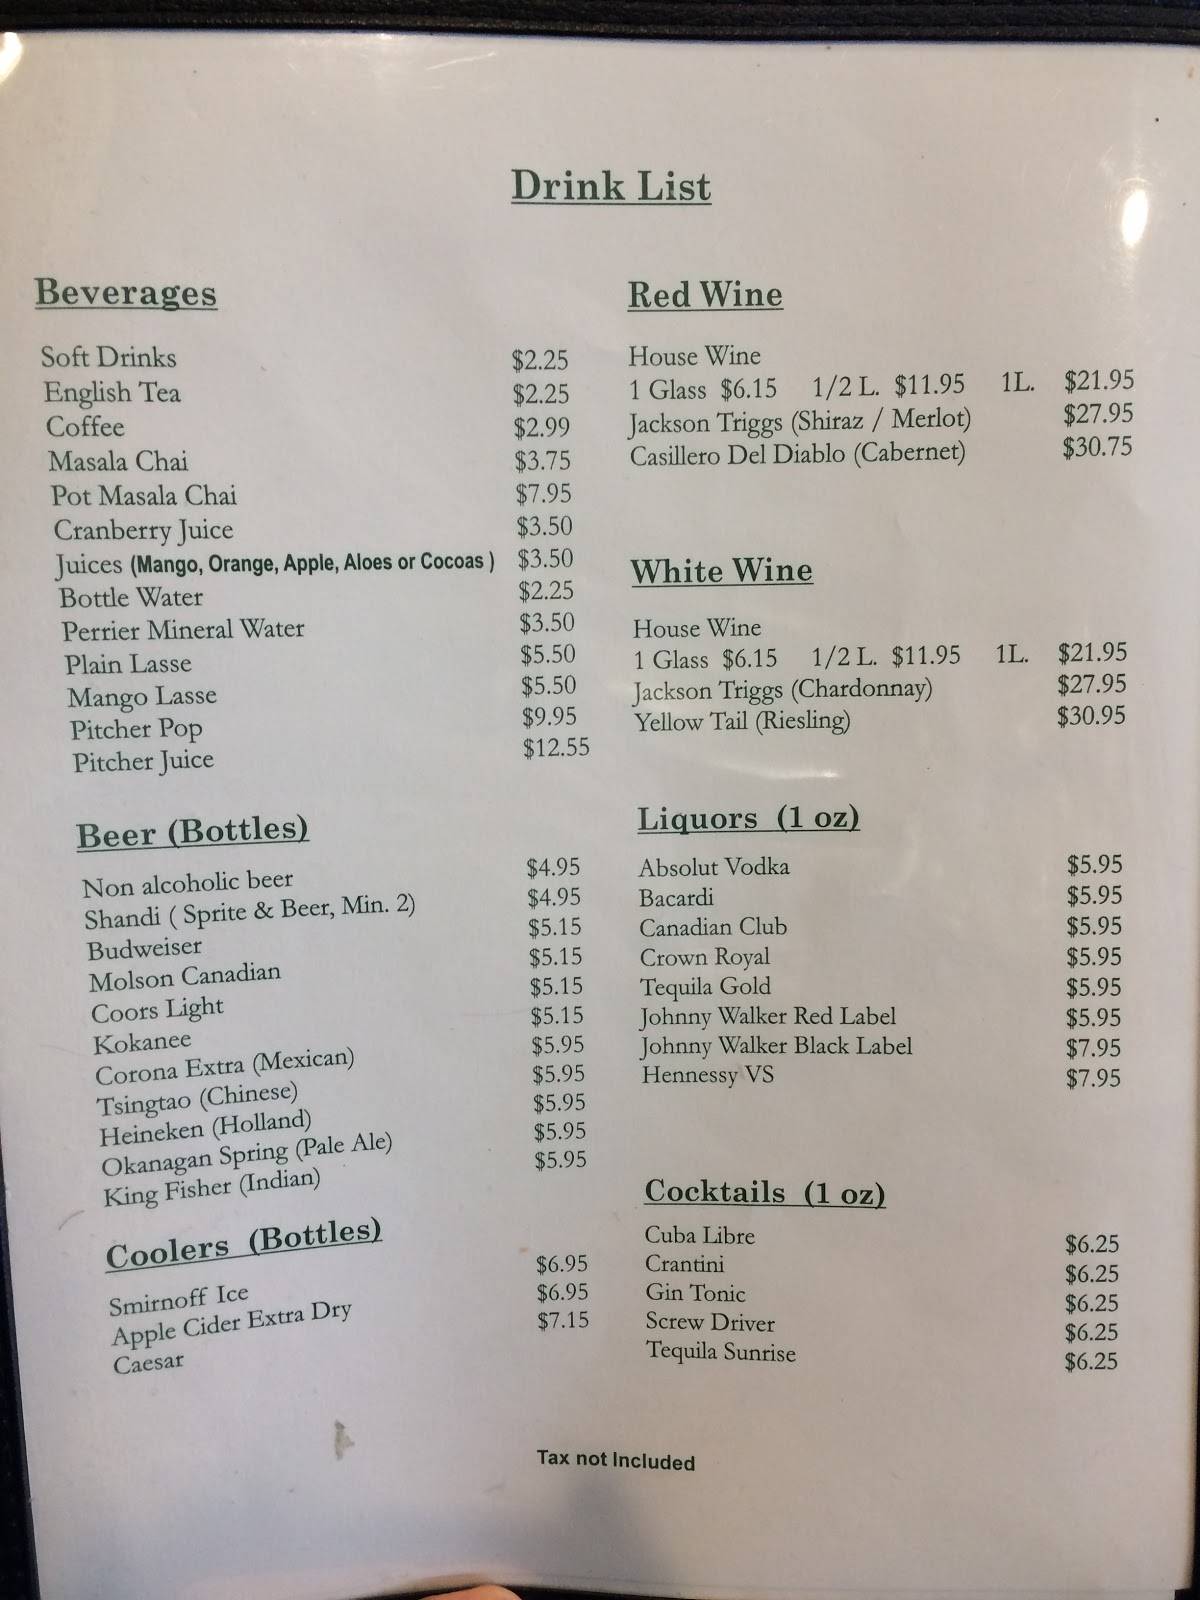 Drink List
Beverages
Soft Drinks $2.25
English Tea $2.25
Coffee $2.99
Masala Chai $3.75
Pot Masala Chai $7.95
Cranberry Juice $3.50
Juices (Mango, Orange, Apple, Aloes or Cocoas ) $3.50
Bottle Water $2.25
Perrier Mineral Water $3.50
Plain Lasse $5.50
Mango Lasse $5.50
Pitcher Pop $9.95
Pitcher Juice $12.55
Beer (Bottles)
Non alcoholic beer $4.95
Shandi ( Sprite & Beer, Min. 2) $4.95
Budweiser $5.15
Molson Canadian $5.15
Coors Light $5.15
Kokanee $5.15
Corona Extra (Mexican) $5.95
Tsingtao (Chinese) $5.95
Heineken (Holland) $5.95
Okanagan Spring (Pale Ale) $5.95
King Fisher (Indian) $5.95
Coolers (Bottles)
Smirnoff Ice $6.95
Apple Cider Extra Dry $6.95
Caesar $7.15
Red Wine
House Wine
1 Glass $6.15 1/2 L. $11.95 1L. $21.95
Jackson Triggs (Shiraz / Merlot) $27.95
Casillero Del Diablo (Cabernet) $30.75
White Wine
House Wine
1 Glass $6.15 1/2 L. $11.95 1L. $21.95
Jackson Triggs (Chardonnay) $27.95
Yellow Tail (Riesling) $30.95
Liquors (1 oz)
Absolut Vodka $5.95
Bacardi $5.95
Canadian Club $5.95
Crown Royal $5.95
Tequila Gold $5.95
Johnny Walker Red Label $5.95
Johnny Walker Black Label $7.95
Hennessy VS $7.95
Cocktails (1 oz)
Cuba Libre $6.25
Crantini $6.25
Gin Tonic $6.25
Screw Driver $6.25
Tequila Sunrise $6.25
Tax not Included